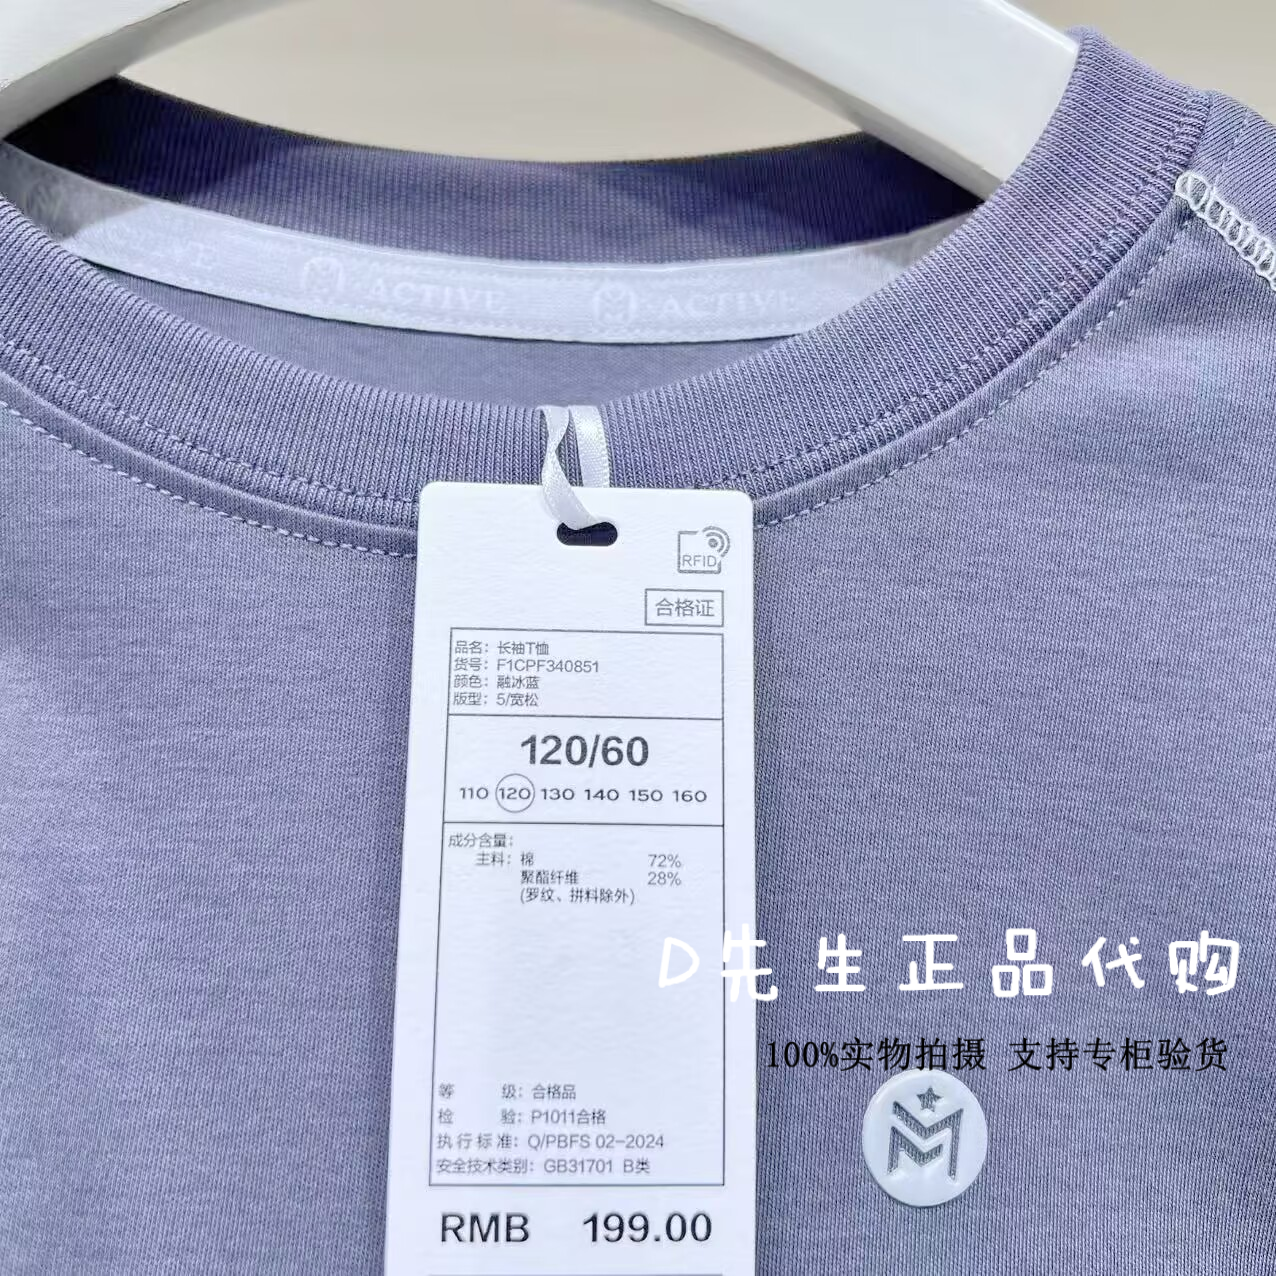 ACTIVE
ACTIVE
RFID
合格证
品名：长袖T恤
货号：F1CPF340851
颜色：融冰蓝
版型：5/宽松
120/60
110 120 130 140 150 160
成分含量：
主料：棉 72%
聚酯纤维 28%
(罗纹、拼料除外)
D先生正品代购
100%实物拍摄 支持专柜验货
等 级：合格品
检 验：P1011合格
执行标准：Q/PBFS 02-2024
安全技术类别：GB31701 B类
RMB 199.00